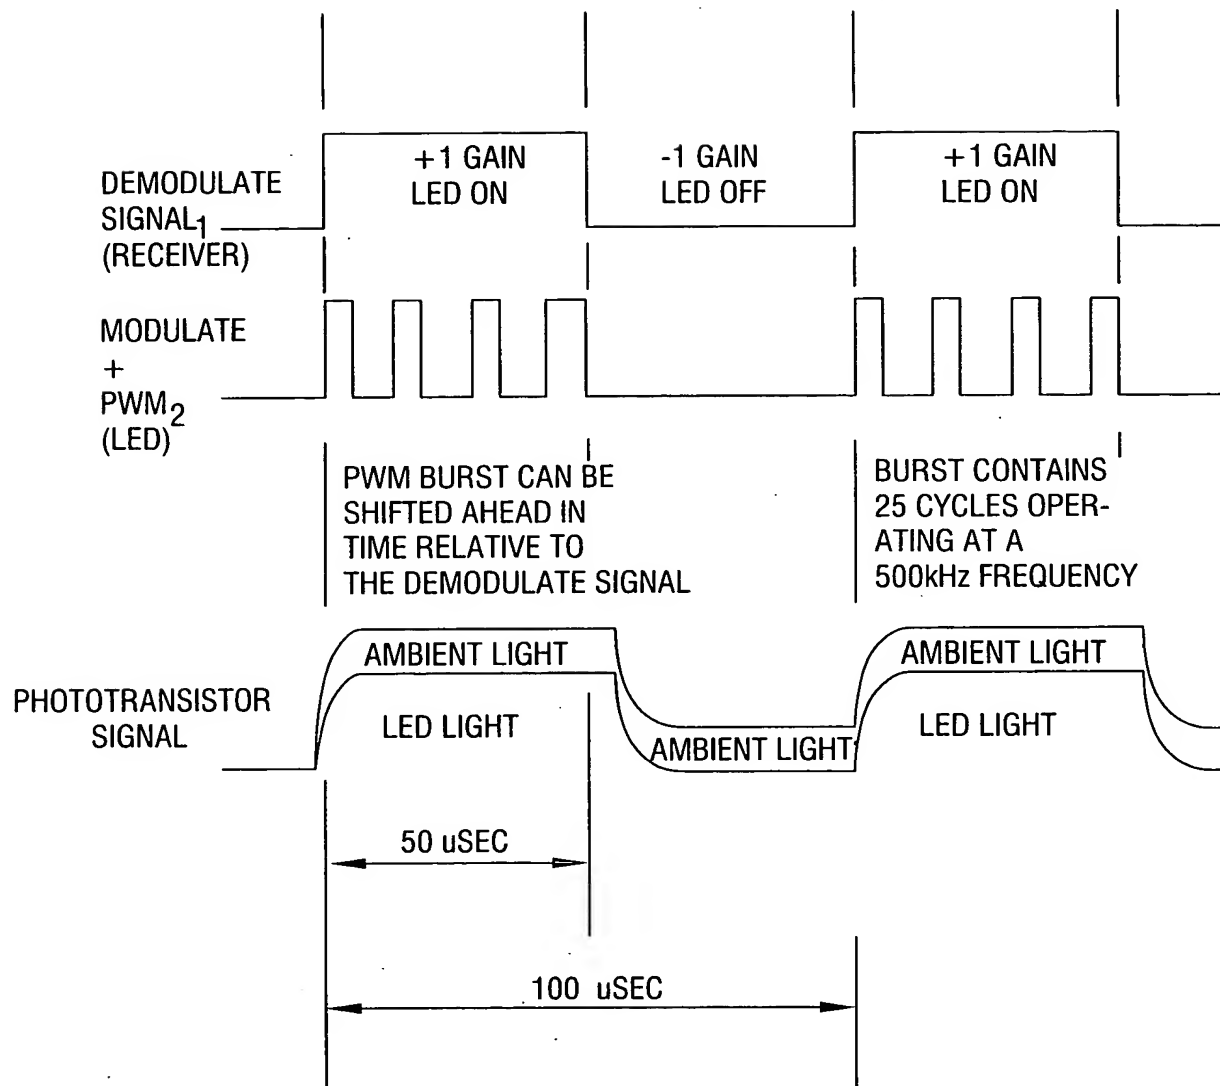 DEMODULATE
SIGNAL1
(RECEIVER)
+1 GAIN
LED ON
-1 GAIN
LED OFF
+1 GAIN
LED ON
MODULATE
+
PWM2
(LED)
PWM BURST CAN BE
SHIFTED AHEAD IN
TIME RELATIVE TO
THE DEMODULATE SIGNAL
BURST CONTAINS
25 CYCLES OPER-
ATING AT A
500kHz FREQUENCY
PHOTOTRANSISTOR
SIGNAL
AMBIENT LIGHT
LED LIGHT
AMBIENT LIGHT
AMBIENT LIGHT
LED LIGHT
50 uSEC
100 uSEC